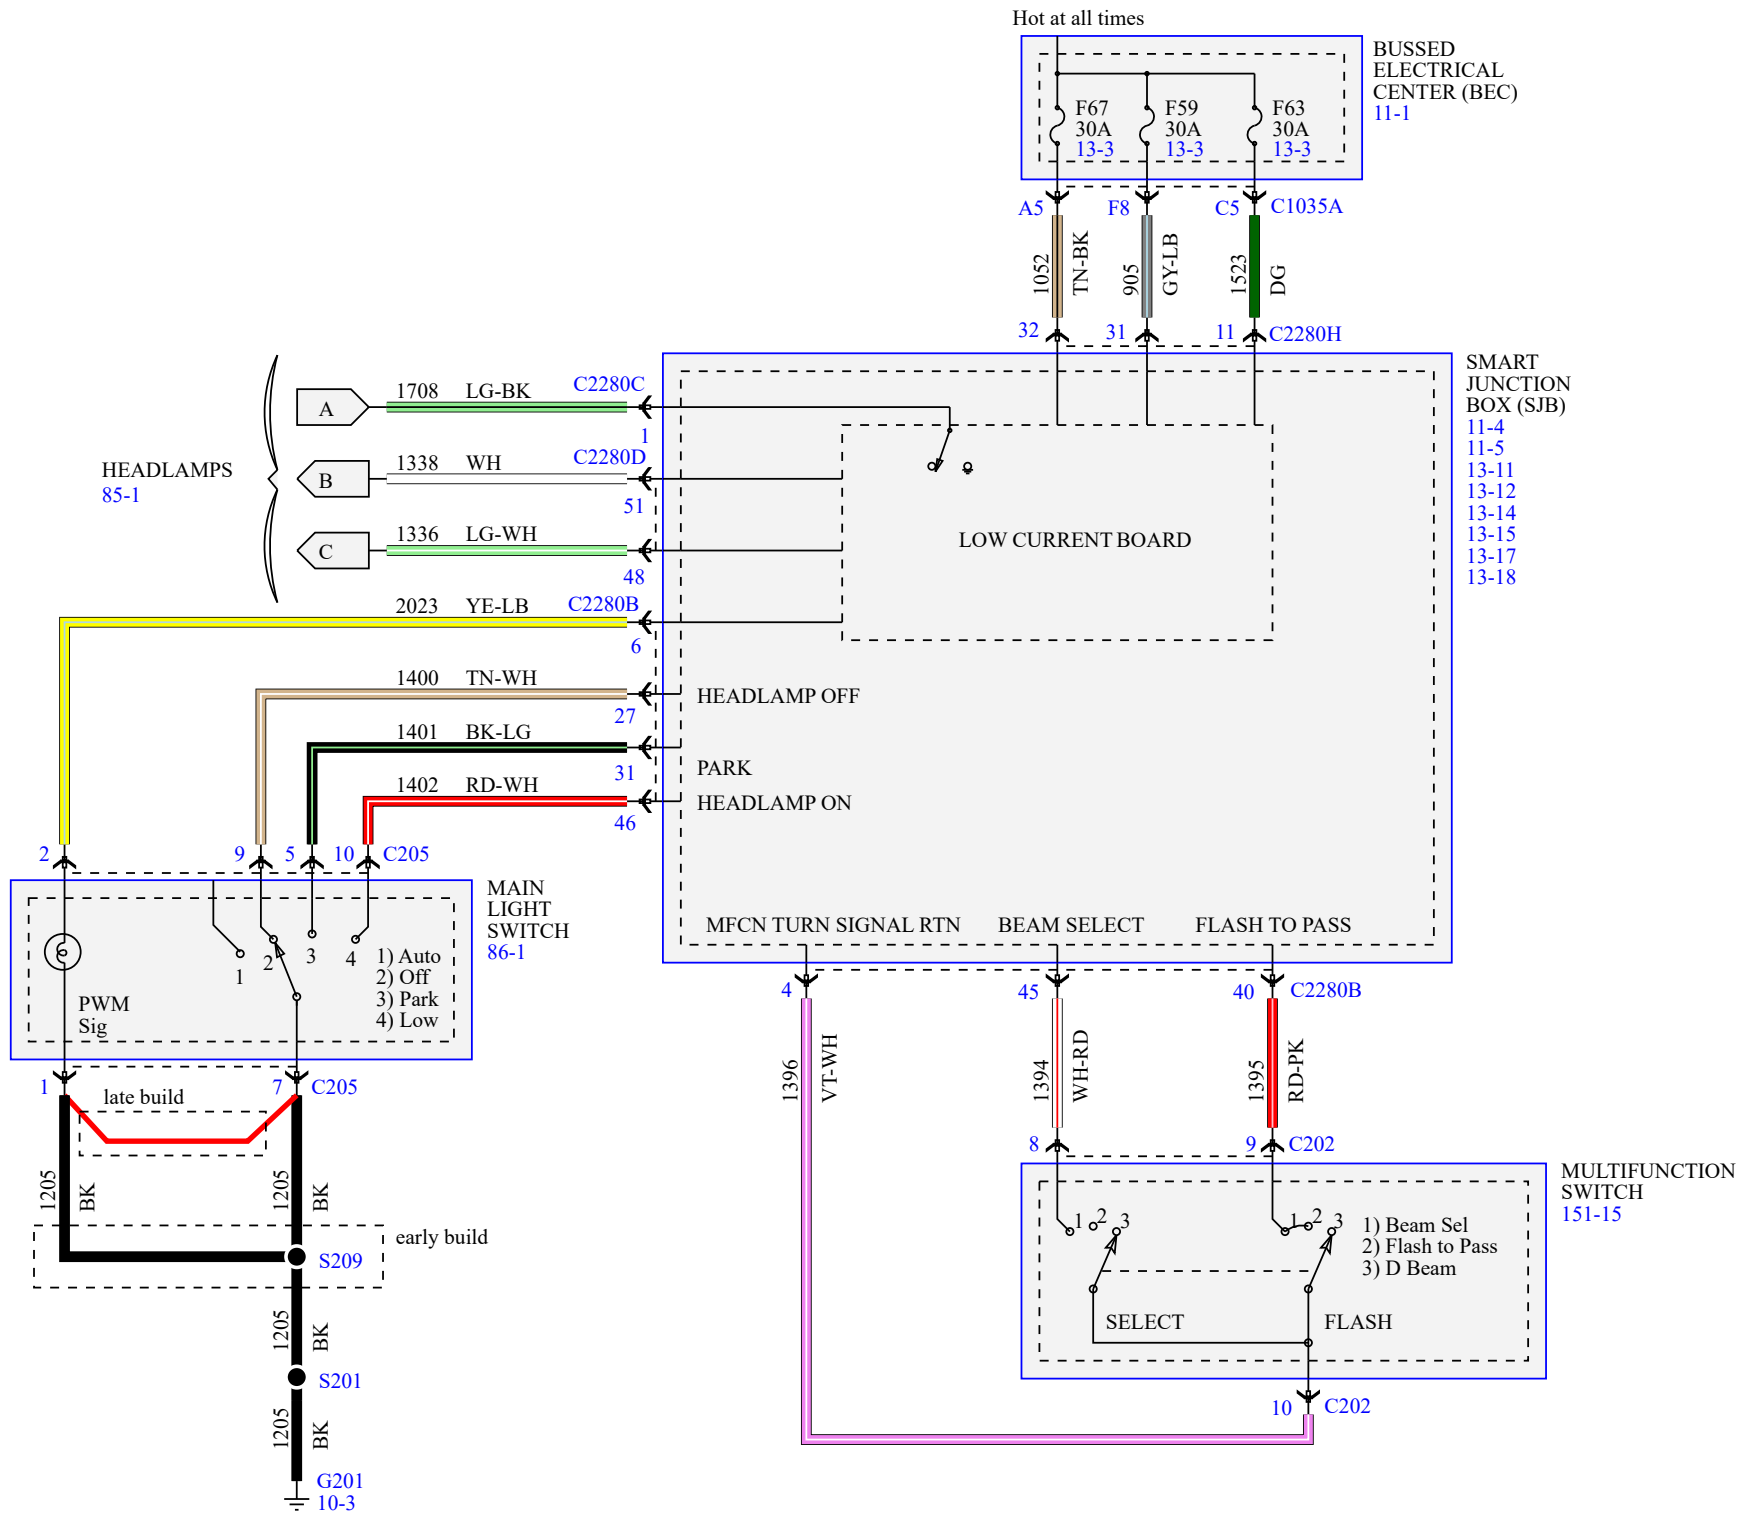 Hot at all times
BUSSED
ELECTRICAL
CENTER (BEC)
11-1
F67
30A
13-3
F59
30A
13-3
F63
30A
13-3
A5
F8
C5
C1035A
1052
TN-BK
905
GY-LB
1523
DG
32
31
11
C2280H
SMART
JUNCTION
BOX (SJB)
11-4
11-5
13-11
13-12
13-14
13-15
13-17
13-18
HEADLAMPS
85-1
A
1708 LG-BK
C2280C
1
B
1338 WH
C2280D
51
C
1336 LG-WH
48
LOW CURRENT BOARD
2023 YE-LB
C2280B
6
1400 TN-WH
27
HEADLAMP OFF
1401 BK-LG
31
PARK
1402 RD-WH
46
HEADLAMP ON
2
9
5
10
C205
MAIN
LIGHT
SWITCH
86-1
1
2
3
4
1) Auto
2) Off
3) Park
4) Low
PWM
Sig
1
7
C205
late build
1205
BK
1205
BK
early build
S209
1205
BK
S201
1205
BK
G201
10-3
MFCN TURN SIGNAL RTN
BEAM SELECT
FLASH TO PASS
4
45
40
C2280B
1396
VT-WH
1394
WH-RD
1395
RD-PK
8
9
C202
MULTIFUNCTION
SWITCH
151-15
1
2
3
1
2
3
1) Beam Sel
2) Flash to Pass
3) D Beam
SELECT
FLASH
10
C202